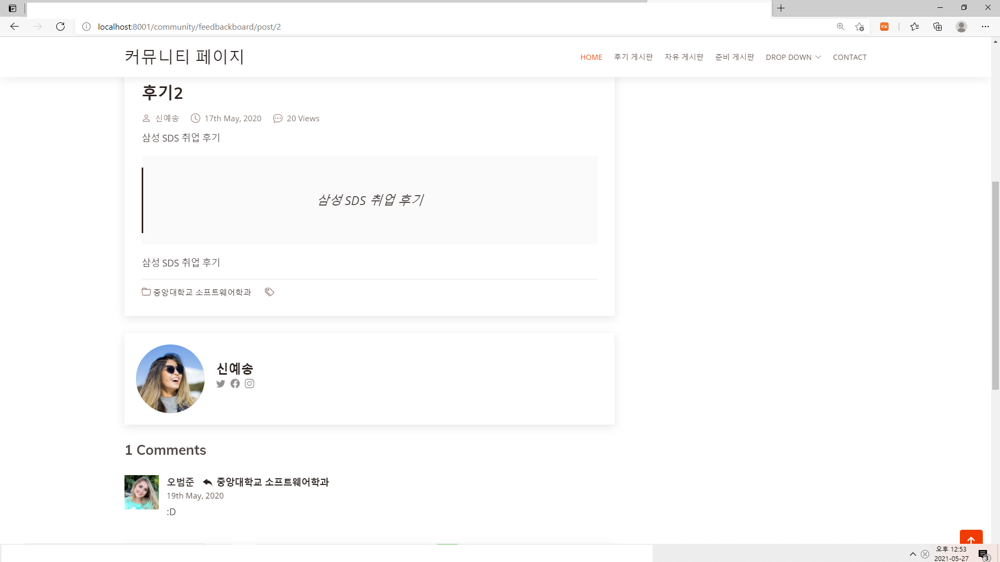 localhost:8001/community/feedbackboard/post/2
커뮤니티 페이지
HOME 후기 게시판 자유 게시판 준비 게시판 DROP DOWN CONTACT
후기2
신예송 17th May, 2020 20 Views
삼성 SDS 취업 후기
삼성 SDS 취업 후기
삼성 SDS 취업 후기
중앙대학교 소프트웨어학과
신예송
1 Comments
오범준 중앙대학교 소프트웨어학과
19th May, 2020
:D
오후 12:53
2021-05-27
3